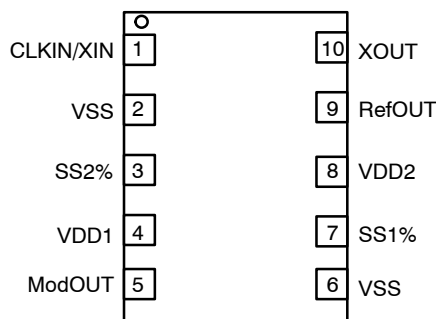 CLKIN/XIN 1 10 XOUT
VSS 2 9 RefOUT
SS2% 3 8 VDD2
VDD1 4 7 SS1%
ModOUT 5 6 VSS